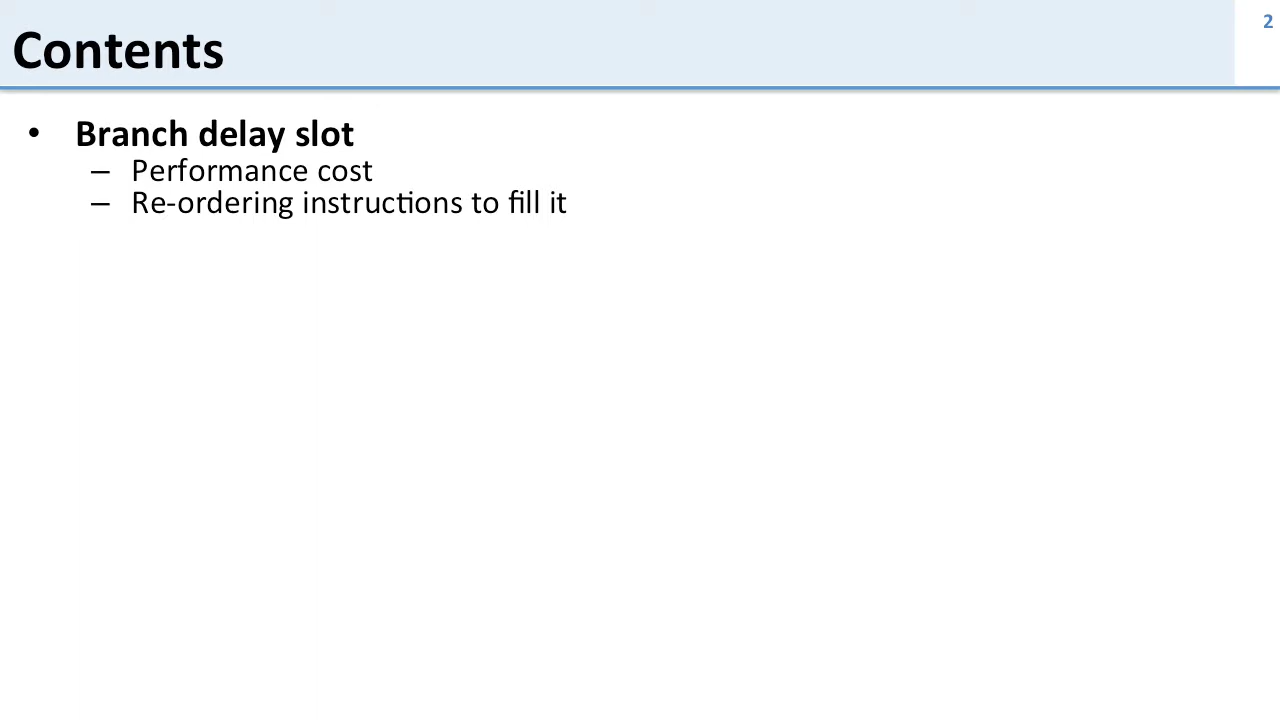 2
Contents
• Branch delay slot
– Performance cost
– Re-ordering instructions to fill it